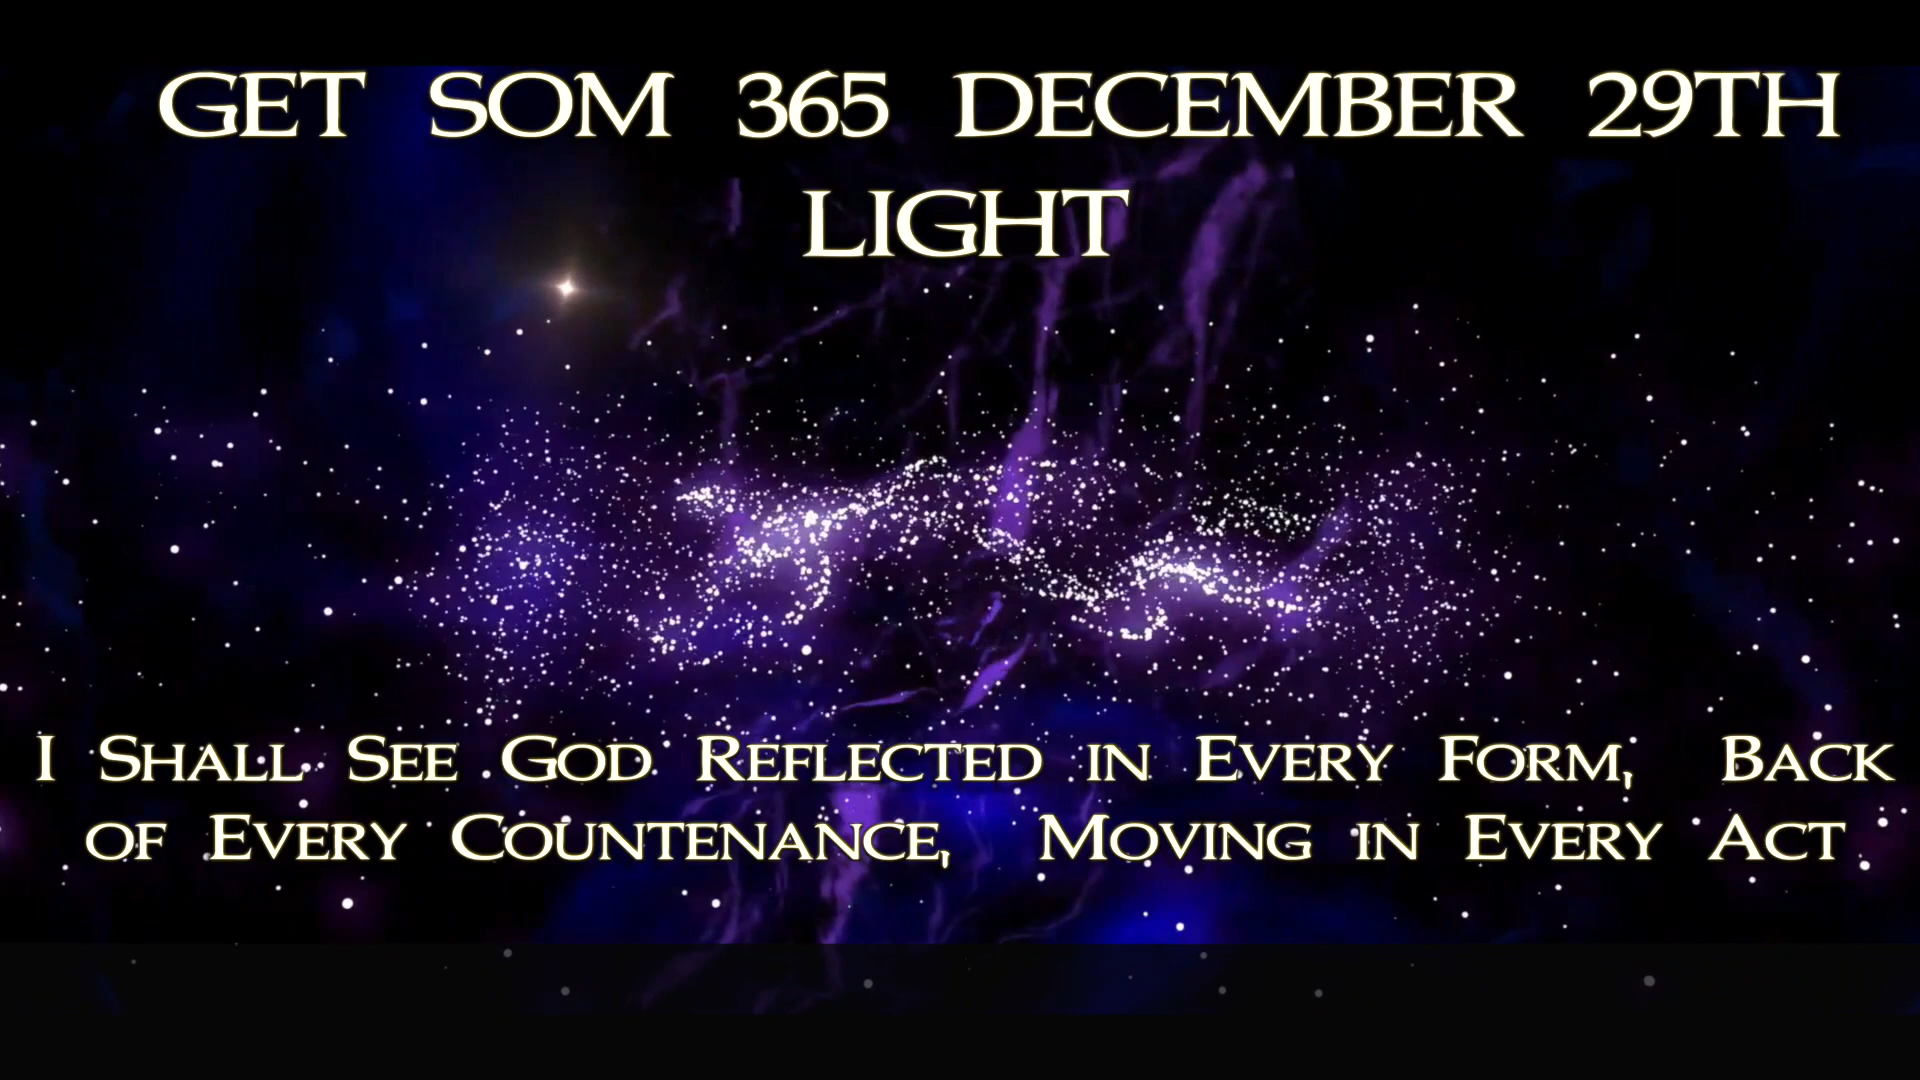 GET SOM 365 DECEMBER 29TH
LIGHT
I Shall See God Reflected in Every Form, Back
of Every Countenance, Moving in Every Act